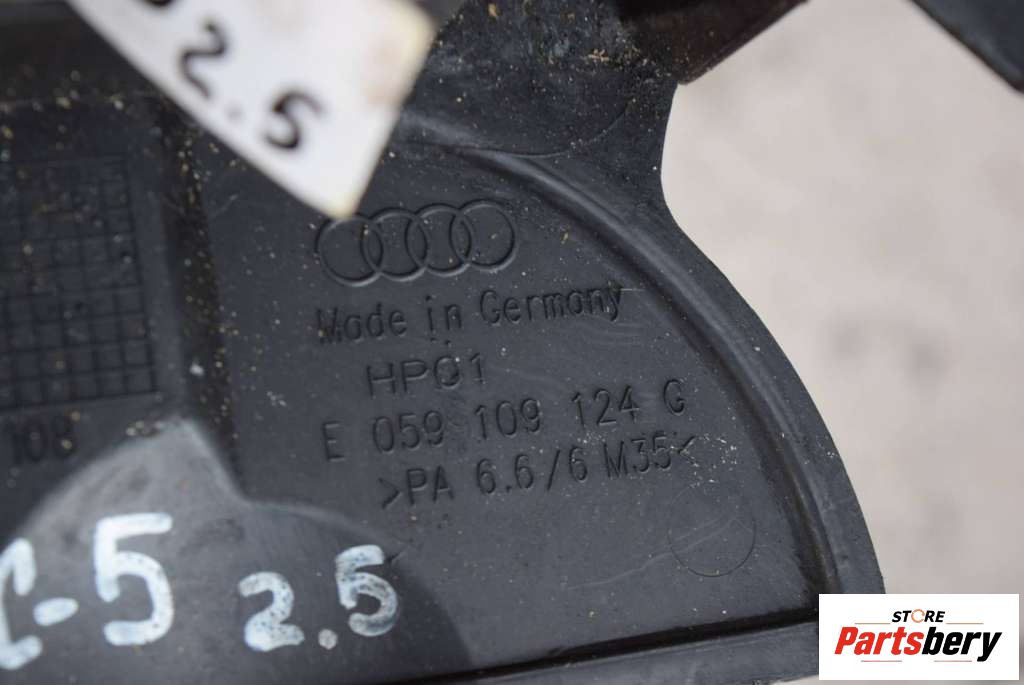 2.5
Made in Germany
HP01
E 059 109 124 G
>PA 6.6/6 M35<
108
-5
2.5
STORE
Partsbery